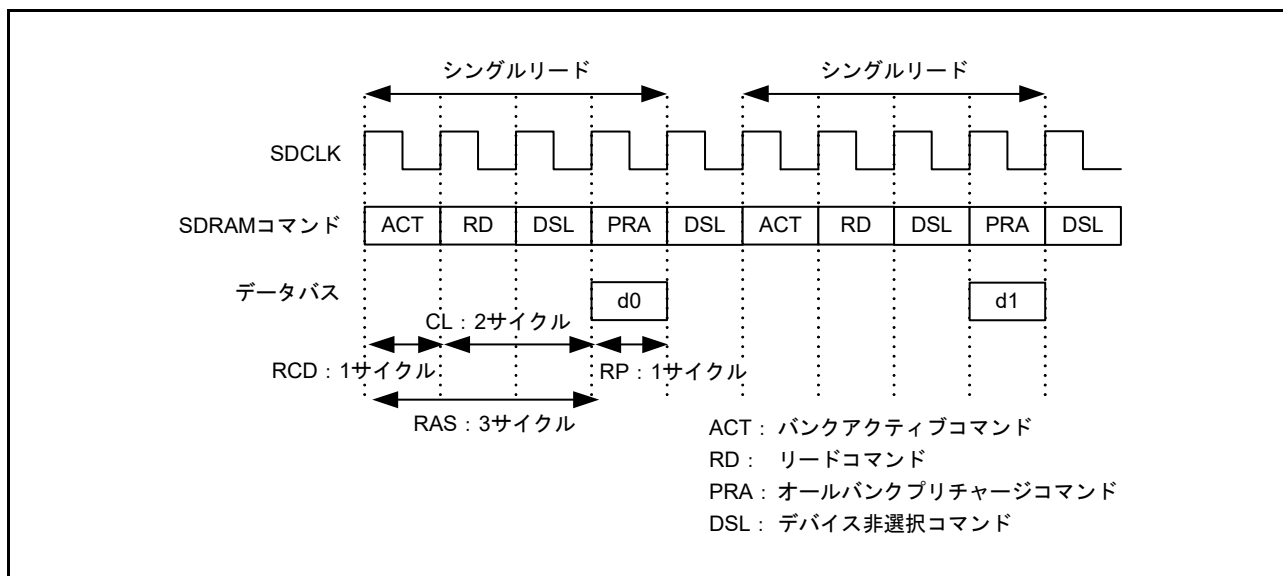 シングルリード シングルリード
SDCLK
SDRAMコマンド ACT RD DSL PRA DSL ACT RD DSL PRA DSL
データバス d0 d1
CL：2サイクル
RCD：1サイクル RP：1サイクル
RAS：3サイクル
ACT： バンクアクティブコマンド
RD： リードコマンド
PRA： オールバンクプリチャージコマンド
DSL： デバイス非選択コマンド